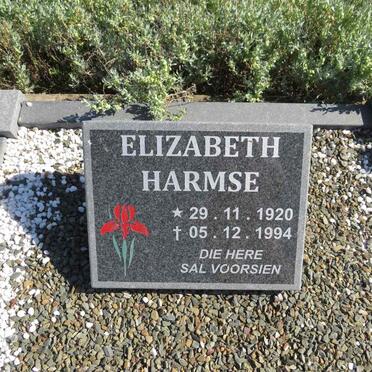 ELIZABETH
HARMSE
★ 29 . 11 . 1920
† 05 . 12 . 1994
DIE HERE
SAL VOORSIEN